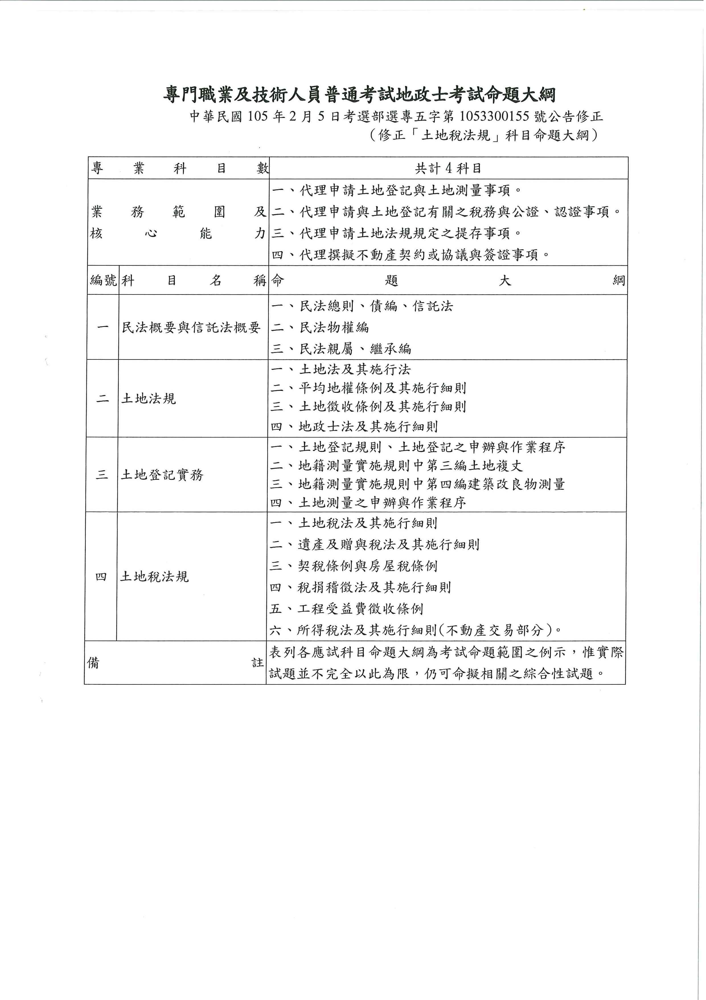 專門職業及技術人員普通考試地政士考試命題大綱
中華民國 105 年 2 月 5 日考選部選專五字第 1053300155 號公告修正
（修正「土地稅法規」科目命題大綱）
專業科目數 共計 4 科目
業務範圍及
核心能力
一、代理申請土地登記與土地測量事項。
二、代理申請與土地登記有關之稅務與公證、認證事項。
三、代理申請土地法規規定之提存事項。
四、代理撰擬不動產契約或協議與簽證事項。
編號 科目名稱 命題大綱
一 民法概要與信託法概要
一、民法總則、債編、信託法
二、民法物權編
三、民法親屬、繼承編
二 土地法規
一、土地法及其施行法
二、平均地權條例及其施行細則
三、土地徵收條例及其施行細則
四、地政士法及其施行細則
三 土地登記實務
一、土地登記規則、土地登記之申辦與作業程序
二、地籍測量實施規則中第三編土地複丈
三、地籍測量實施規則中第四編建築改良物測量
四、土地測量之申辦與作業程序
四 土地稅法規
一、土地稅法及其施行細則
二、遺產及贈與稅法及其施行細則
三、契稅條例與房屋稅條例
四、稅捐稽徵法及其施行細則
五、工程受益費徵收條例
六、所得稅法及其施行細則(不動產交易部分)。
備註
表列各應試科目命題大綱為考試命題範圍之例示，惟實際
試題並不完全以此為限，仍可命擬相關之綜合性試題。